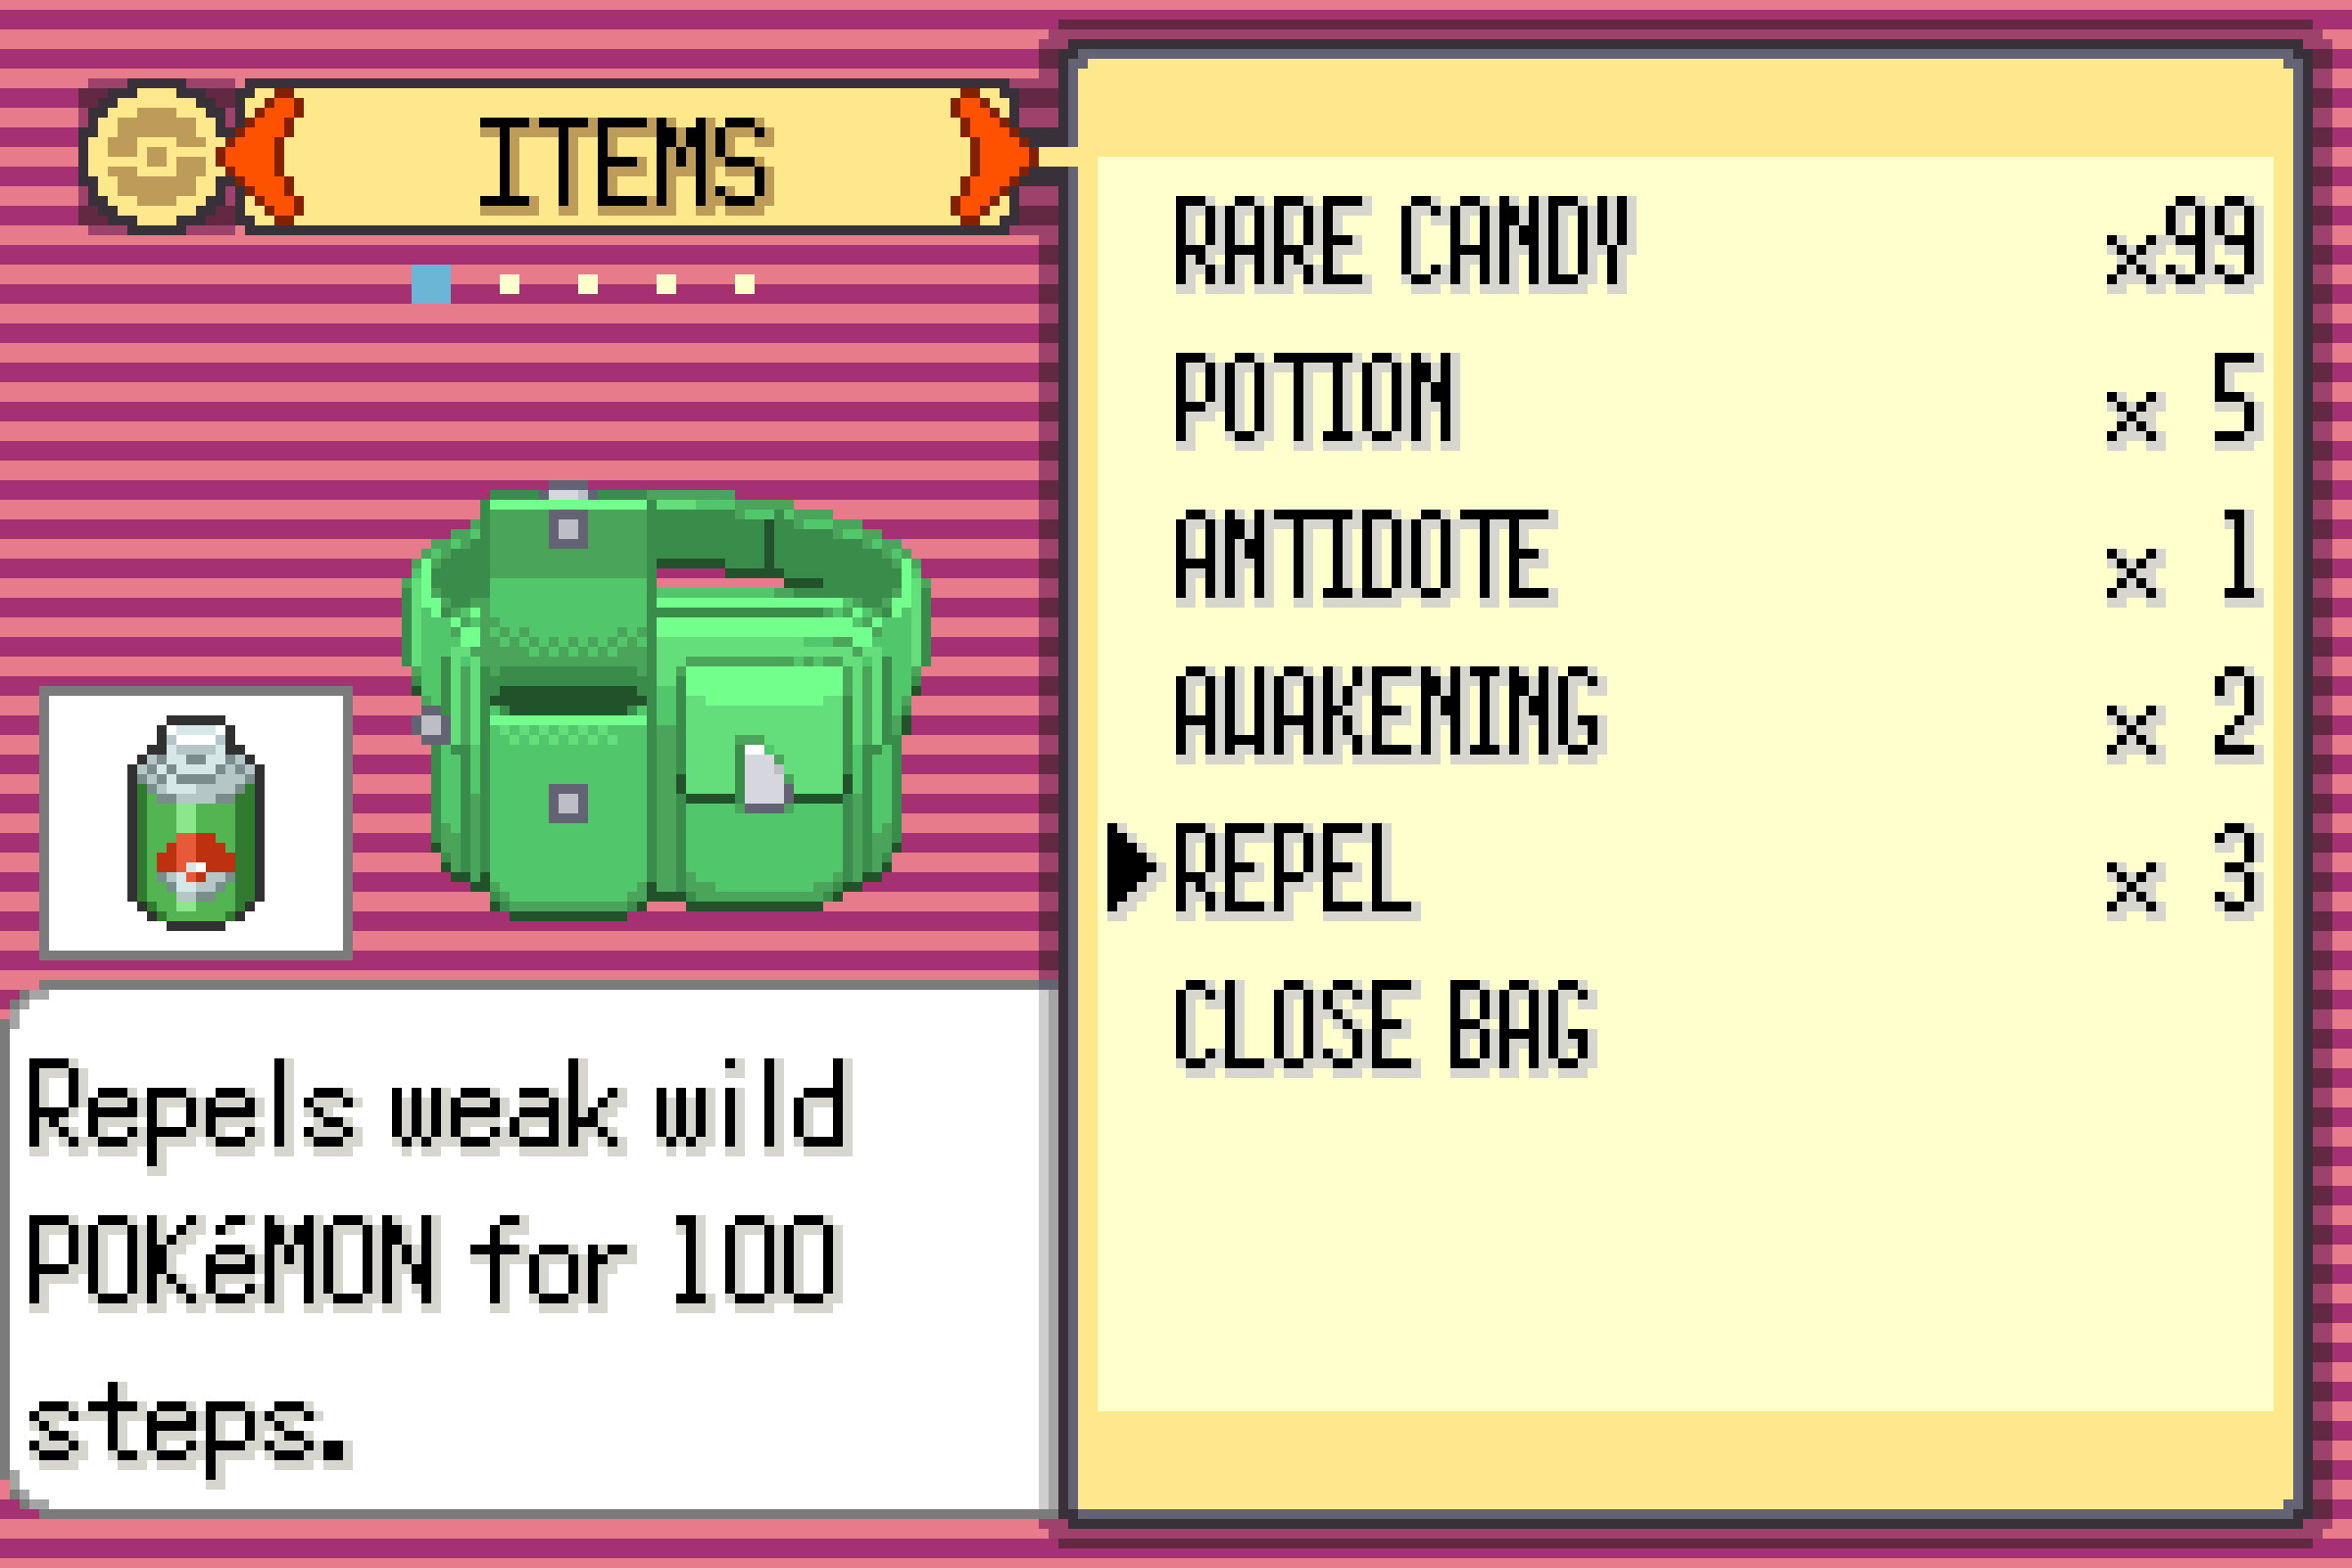 ITEMS
RARE CANDY ×99
POTION × 5
ANTIDOTE × 1
AWAKENING × 2
REPEL × 3
CLOSE BAG
Repels weak wild
POKéMON for 100
steps.